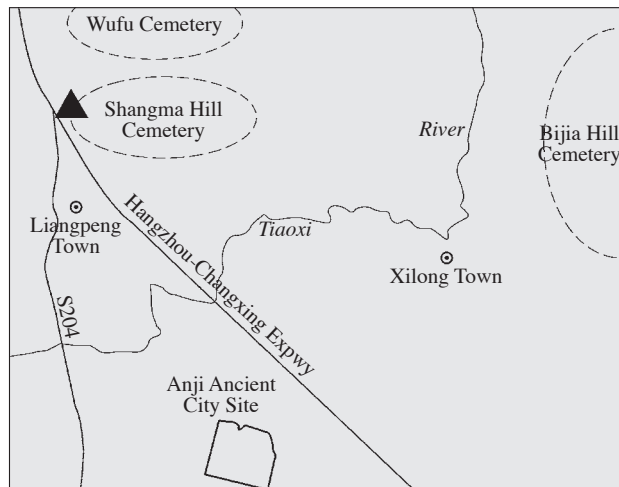 Wufu Cemetery
Shangma Hill
Cemetery
River
Bijia Hill
Cemetery
Liangpeng
Town
Tiaoxi
Hangzhou-Changxing Expwy
Xilong Town
S204
Anji Ancient
City Site